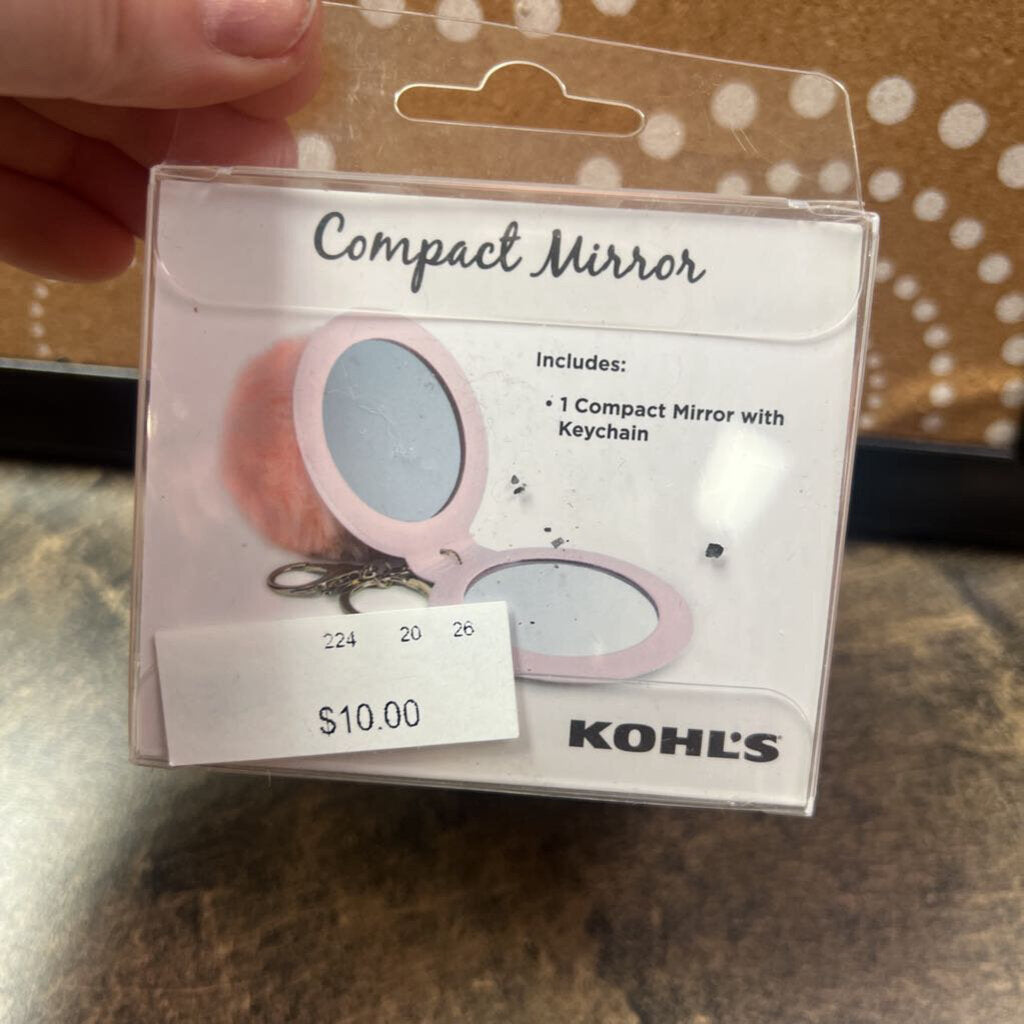 Compact Mirror
Includes:
• 1 Compact Mirror with
Keychain
224 20 26
$10.00
KOHL'S